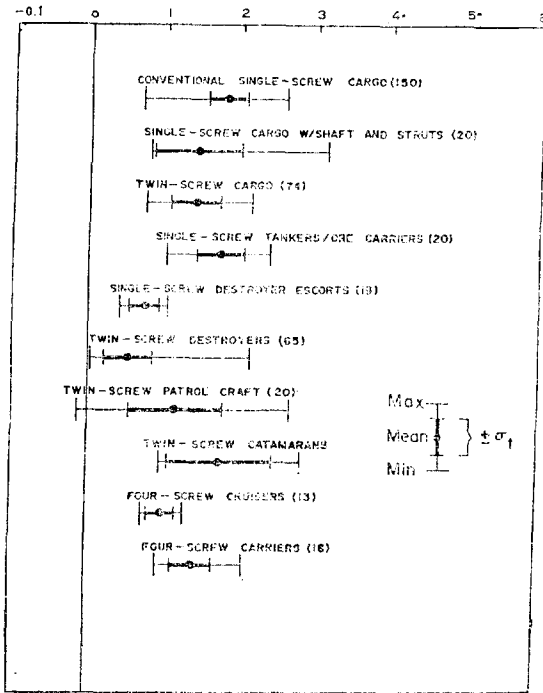 -0.1 0 .1 .2 .3 4- 5-
CONVENTIONAL SINGLE-SCREW CARGO (150)
SINGLE-SCREW CARGO W/SHAFT AND STRUTS (20)
TWIN-SCREW CARGO (74)
SINGLE-SCREW TANKERS/ORE CARRIERS (20)
SINGLE-SCREW DESTROYER ESCORTS
TWIN-SCREW DESTROYERS (65)
TWIN-SCREW PATROL CRAFT (20)
TWIN-SCREW CATAMARANS
FOUR-SCREW CRUISERS (13)
FOUR-SCREW CARRIERS (16)
Max
Mean } ± σt
Min